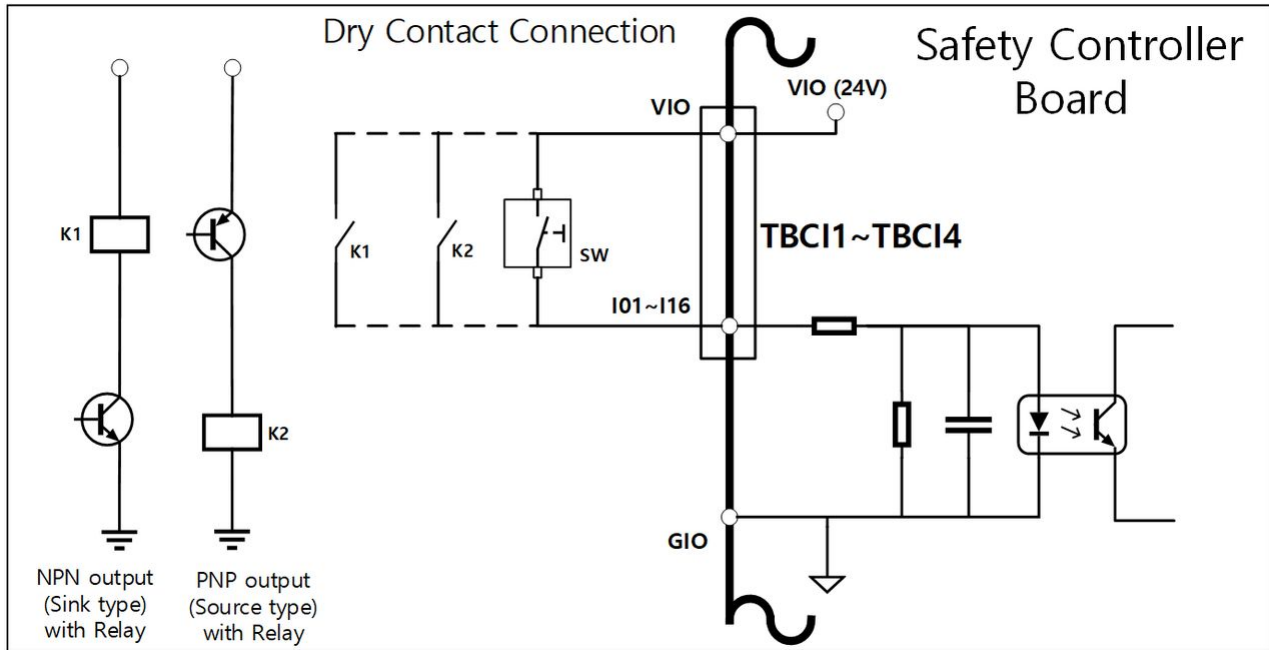 Dry Contact Connection
Safety Controller
Board
VIO
VIO (24V)
K1
K1
K2
SW
TBCI1~TBCI4
I01~I16
K2
GIO
NPN output
(Sink type)
with Relay
PNP output
(Source type)
with Relay